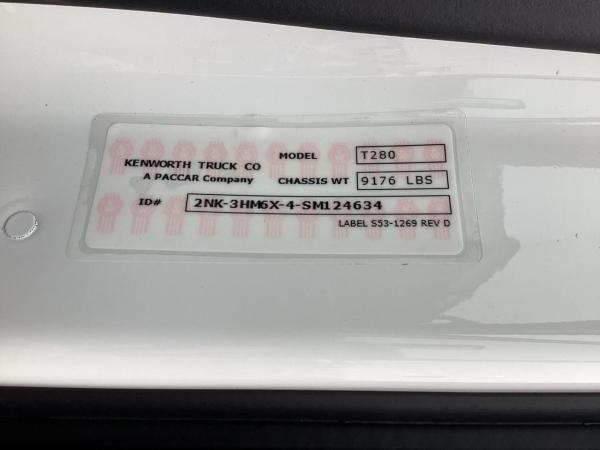 KENWORTH TRUCK CO
A PACCAR Company
MODEL T280
CHASSIS WT 9176 LBS
ID# 2NK-3HM6X-4-SM124634
LABEL S53-1269 REV D